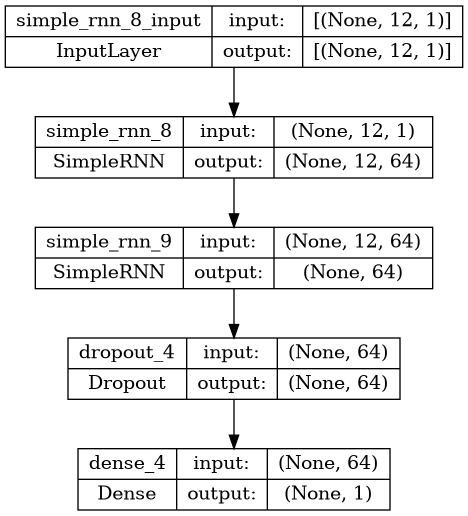 simple_rnn_8_input input: [(None, 12, 1)]
InputLayer output: [(None, 12, 1)]
simple_rnn_8 input: (None, 12, 1)
SimpleRNN output: (None, 12, 64)
simple_rnn_9 input: (None, 12, 64)
SimpleRNN output: (None, 64)
dropout_4 input: (None, 64)
Dropout output: (None, 64)
dense_4 input: (None, 64)
Dense output: (None, 1)